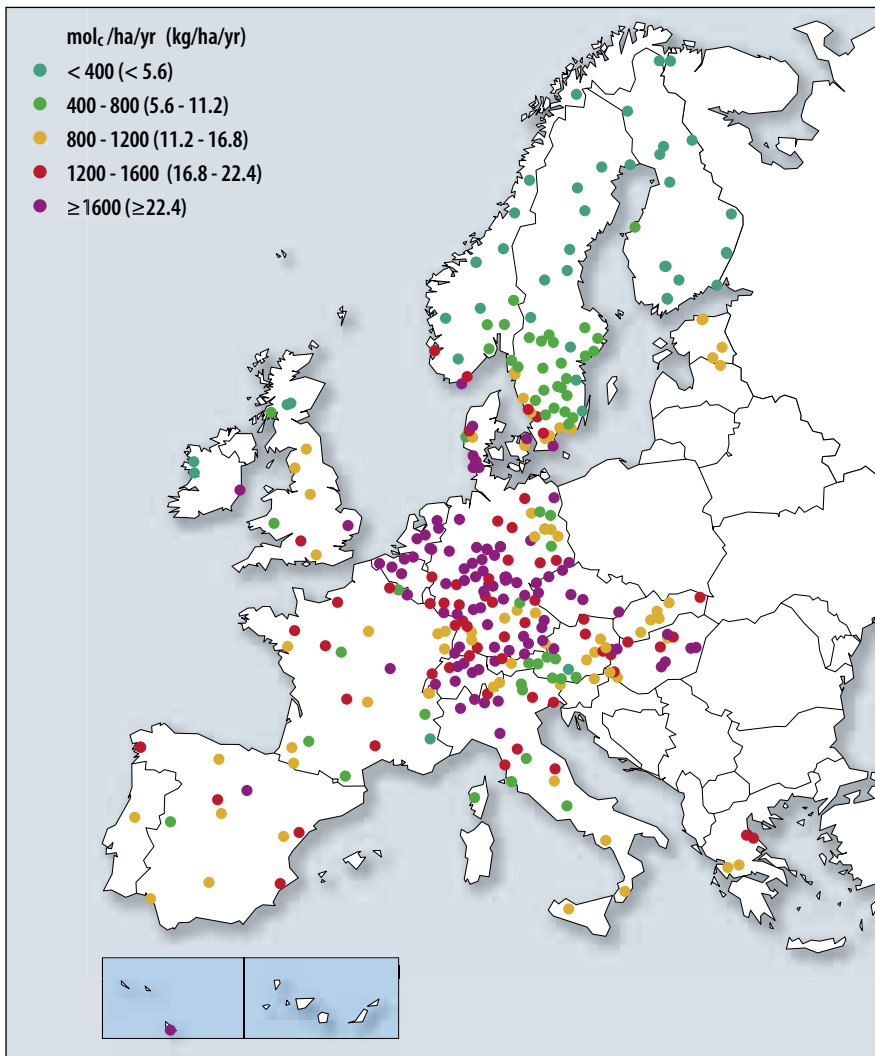 molc /ha/yr (kg/ha/yr)
< 400 (< 5.6)
400 - 800 (5.6 - 11.2)
800 - 1200 (11.2 - 16.8)
1200 - 1600 (16.8 - 22.4)
≥1600 (≥22.4)